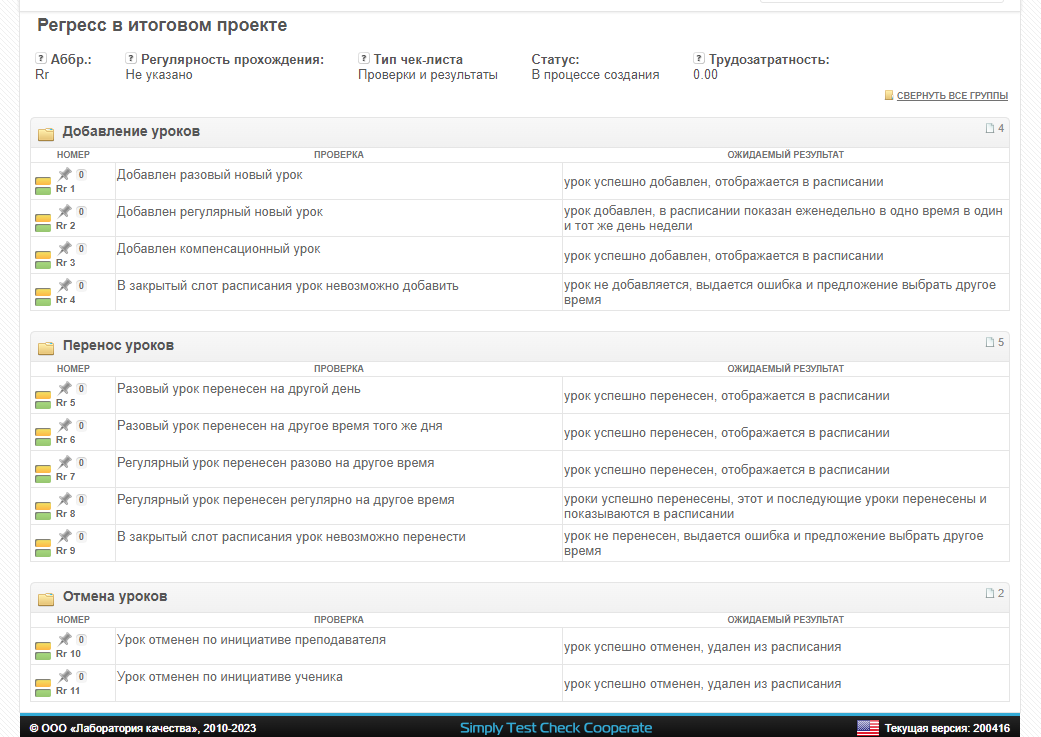 Регресс в итоговом проекте
? Аббр.: ? Регулярность прохождения: ? Тип чек-листа Статус: ? Трудозатратность:
Rr Не указано Проверки и результаты В процессе создания 0.00
СВЕРНУТЬ ВСЕ ГРУППЫ
Добавление уроков 4
НОМЕР ПРОВЕРКА ОЖИДАЕМЫЙ РЕЗУЛЬТАТ
0 Добавлен разовый новый урок
Rr 1 урок успешно добавлен, отображается в расписании
0 Добавлен регулярный новый урок урок добавлен, в расписании показан еженедельно в одно время в один
Rr 2 и тот же день недели
0 Добавлен компенсационный урок
Rr 3 урок успешно добавлен, отображается в расписании
0 В закрытый слот расписания урок невозможно добавить урок не добавляется, выдается ошибка и предложение выбрать другое
Rr 4 время
Перенос уроков 5
НОМЕР ПРОВЕРКА ОЖИДАЕМЫЙ РЕЗУЛЬТАТ
0 Разовый урок перенесен на другой день
Rr 5 урок успешно перенесен, отображается в расписании
0 Разовый урок перенесен на другое время того же дня
Rr 6 урок успешно перенесен, отображается в расписании
0 Регулярный урок перенесен разово на другое время
Rr 7 урок успешно перенесен, отображается в расписании
0 Регулярный урок перенесен регулярно на другое время уроки успешно перенесены, этот и последующие уроки перенесены и
Rr 8 показываются в расписании
0 В закрытый слот расписания урок невозможно перенести урок не перенесен, выдается ошибка и предложение выбрать другое
Rr 9 время
Отмена уроков 2
НОМЕР ПРОВЕРКА ОЖИДАЕМЫЙ РЕЗУЛЬТАТ
0 Урок отменен по инициативе преподавателя
Rr 10 урок успешно отменен, удален из расписания
0 Урок отменен по инициативе ученика
Rr 11 урок успешно отменен, удален из расписания
© ООО «Лаборатория качества», 2010-2023 Simply Test Check Cooperate Текущая версия: 200416